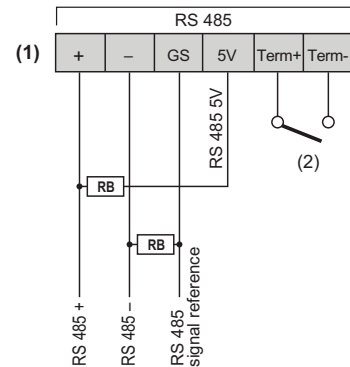 RS 485
(1)
+ – GS 5V Term+ Term-
RS 485 5V
(2)
RB
RB
RS 485 +
RS 485 –
RS 485
signal reference